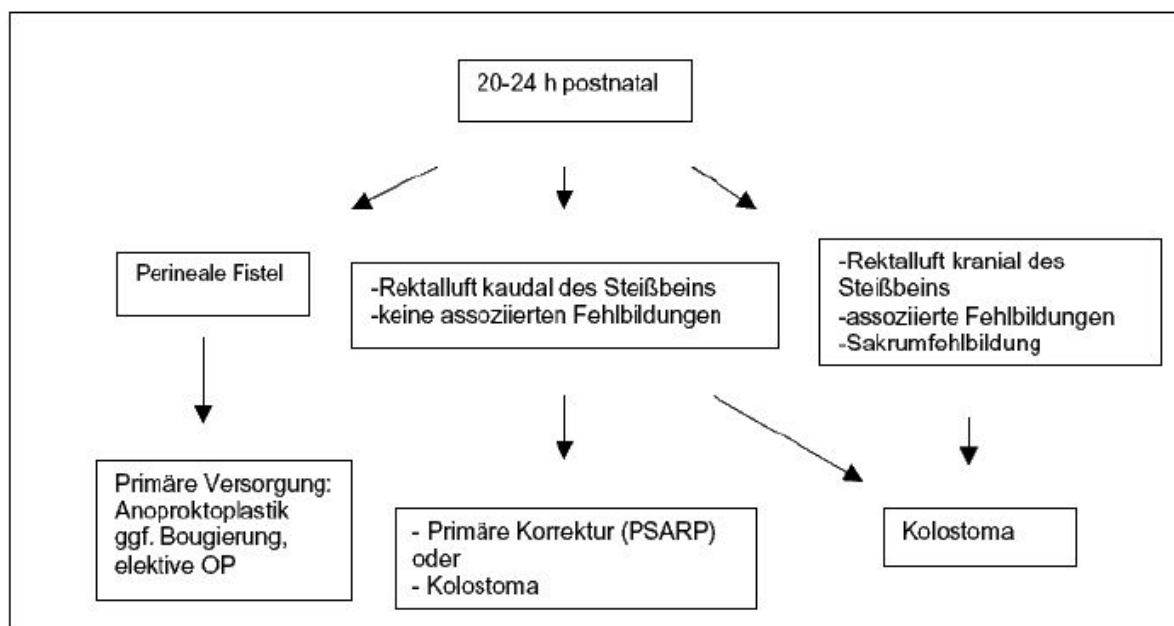 20-24 h postnatal
Perineale Fistel
-Rektalluft kaudal des Steißbeins
-keine assoziierten Fehlbildungen
-Rektalluft kranial des
Steißbeins
-assoziierte Fehlbildungen
-Sakrumfehlbildung
Primäre Versorgung:
Anoproktoplastik
ggf. Bougierung,
elektive OP
- Primäre Korrektur (PSARP)
oder
- Kolostoma
Kolostoma